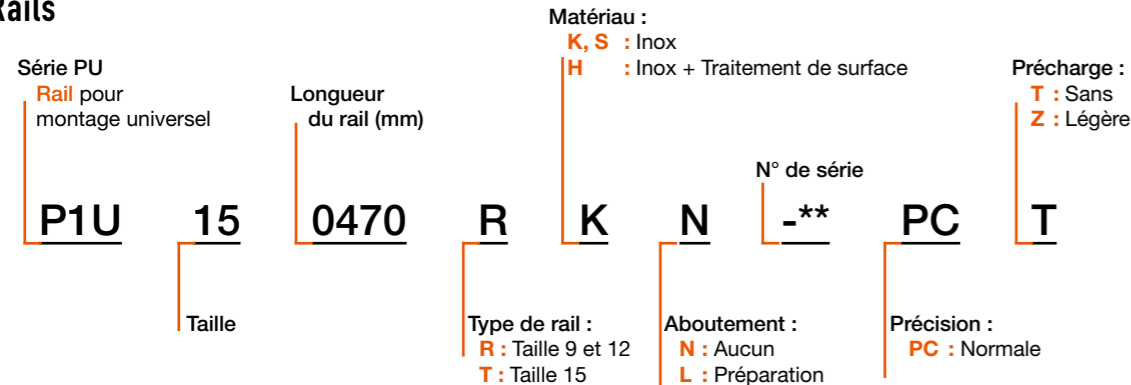 Rails
Matériau :
K, S : Inox
H : Inox + Traitement de surface
Série PU
Rail pour
montage universel
Longueur
du rail (mm)
Précharge :
T : Sans
Z : Légère
N° de série
P1U 15 0470 R K N -** PC T
Taille
Type de rail :
R : Taille 9 et 12
T : Taille 15
Aboutement :
N : Aucun
L : Préparation
Précision :
PC : Normale